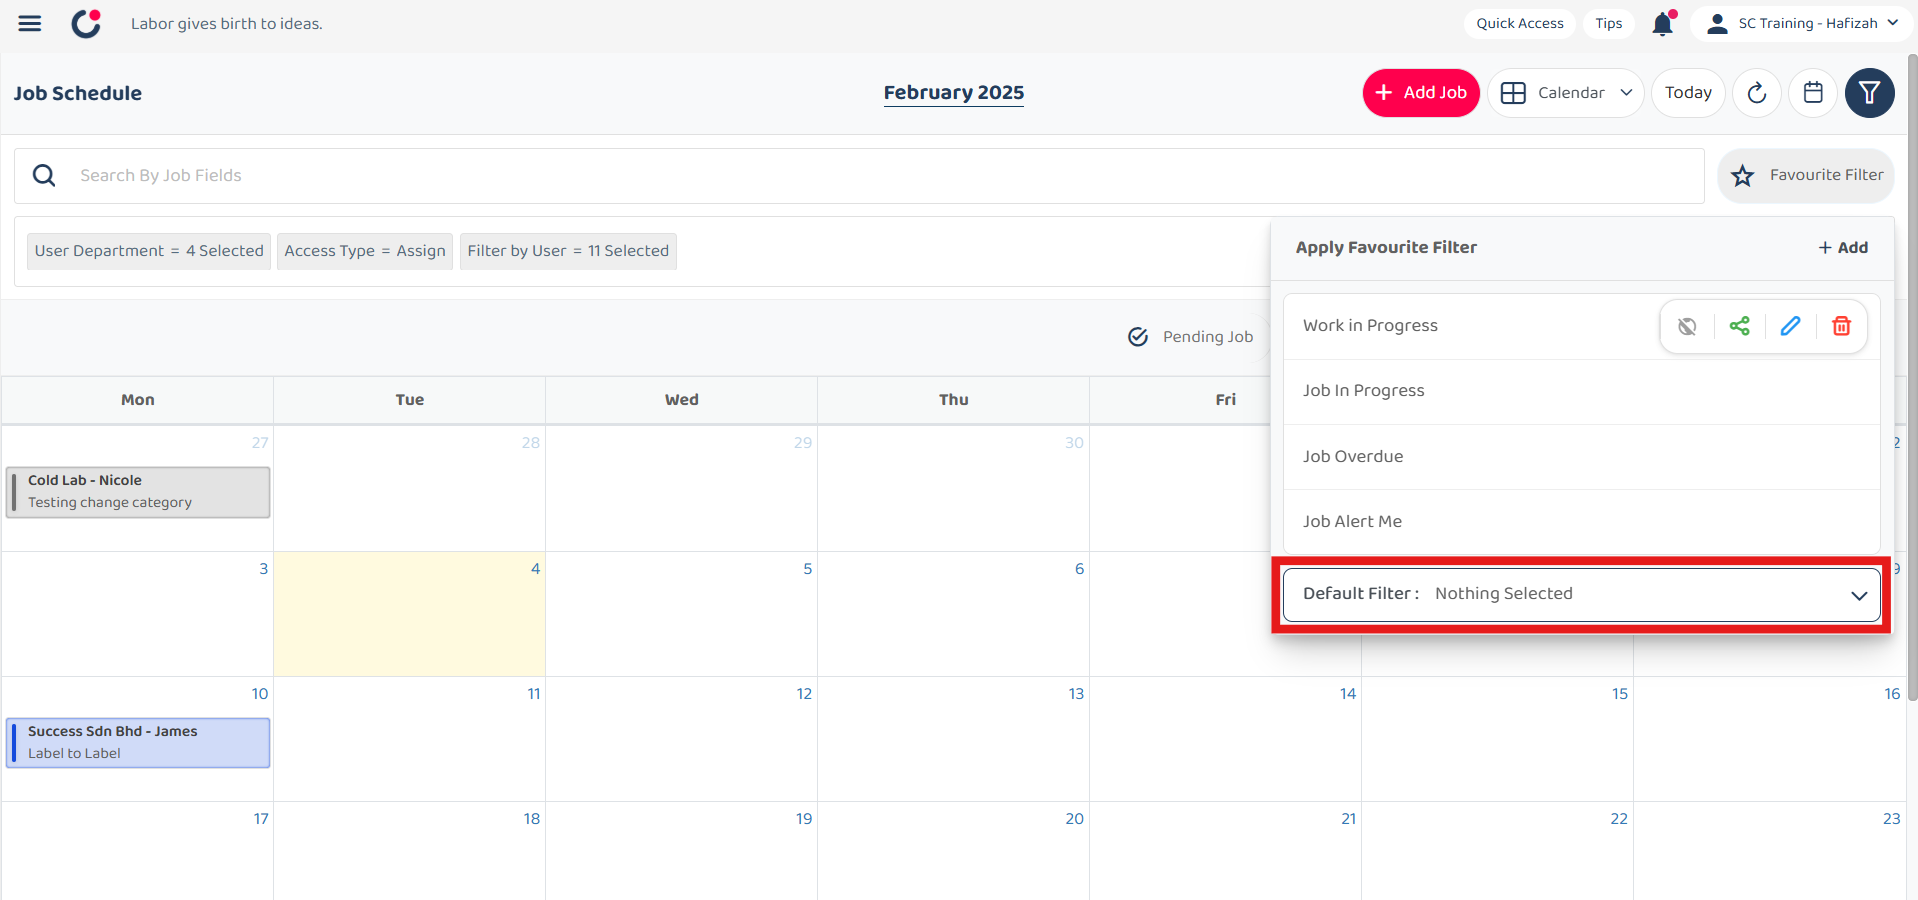 Labor gives birth to ideas.
Quick Access
Tips
SC Training - Hafizah
Job Schedule
February 2025
+ Add Job
Calendar
Today
Search By Job Fields
Favourite Filter
User Department = 4 Selected
Access Type = Assign
Filter by User = 11 Selected
Apply Favourite Filter
+ Add
Work in Progress
Job In Progress
Job Overdue
Job Alert Me
Default Filter : Nothing Selected
Pending Job
Mon Tue Wed Thu Fri
27 28 29 30 2
Cold Lab - Nicole
Testing change category
3 4 5 6 9
10 11 12 13 14 15 16
Success Sdn Bhd - James
Label to Label
17 18 19 20 21 22 23